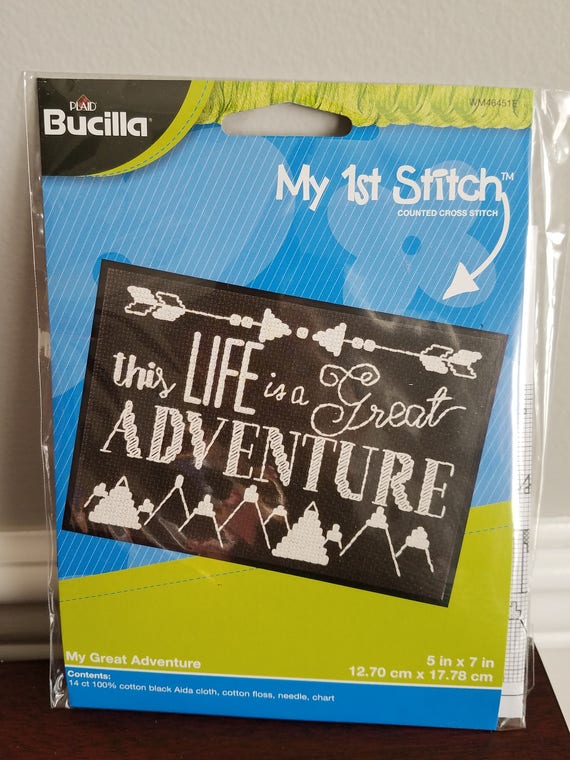 WM46451E
PLAID
Bucilla®
My 1st Stitch™
COUNTED CROSS STITCH
this LIFE is a Great
ADVENTURE
My Great Adventure
5 in x 7 in
12.70 cm x 17.78 cm
Contents:
14 ct 100% cotton black Aida cloth, cotton floss, needle, chart